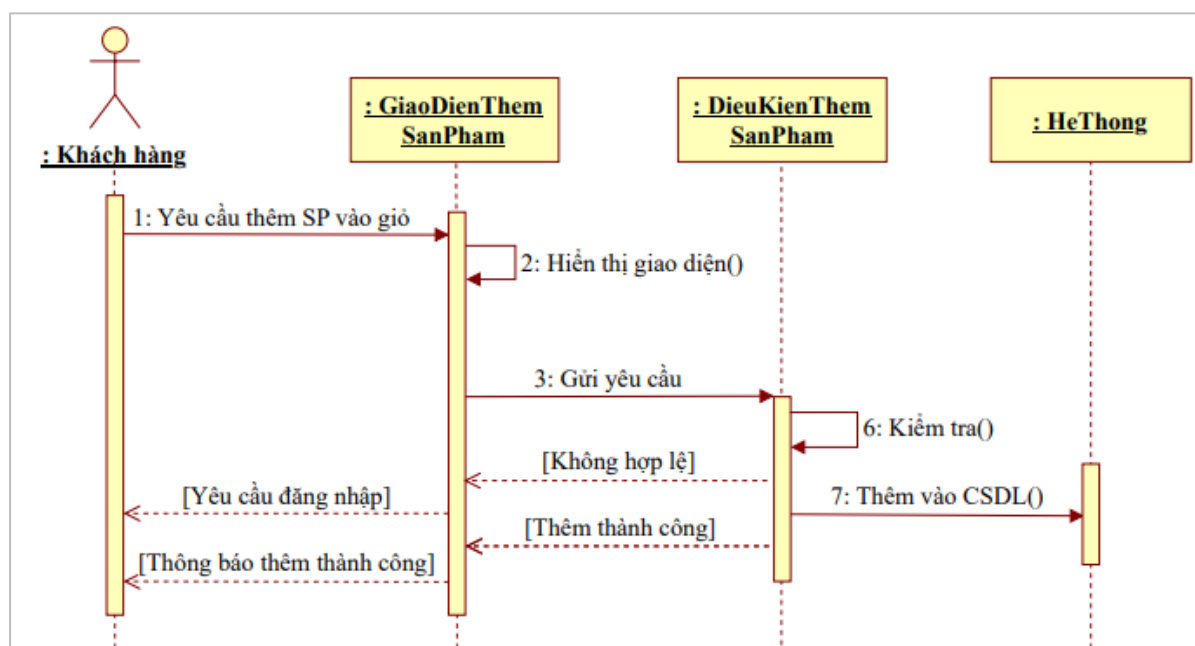 : GiaoDienThem
SanPham
: DieuKienThem
SanPham
: HeThong
: Khách hàng
1: Yêu cầu thêm SP vào giỏ
2: Hiển thị giao diện()
3: Gửi yêu cầu
6: Kiểm tra()
[Không hợp lệ]
[Yêu cầu đăng nhập]
7: Thêm vào CSDL()
[Thêm thành công]
[Thông báo thêm thành công]